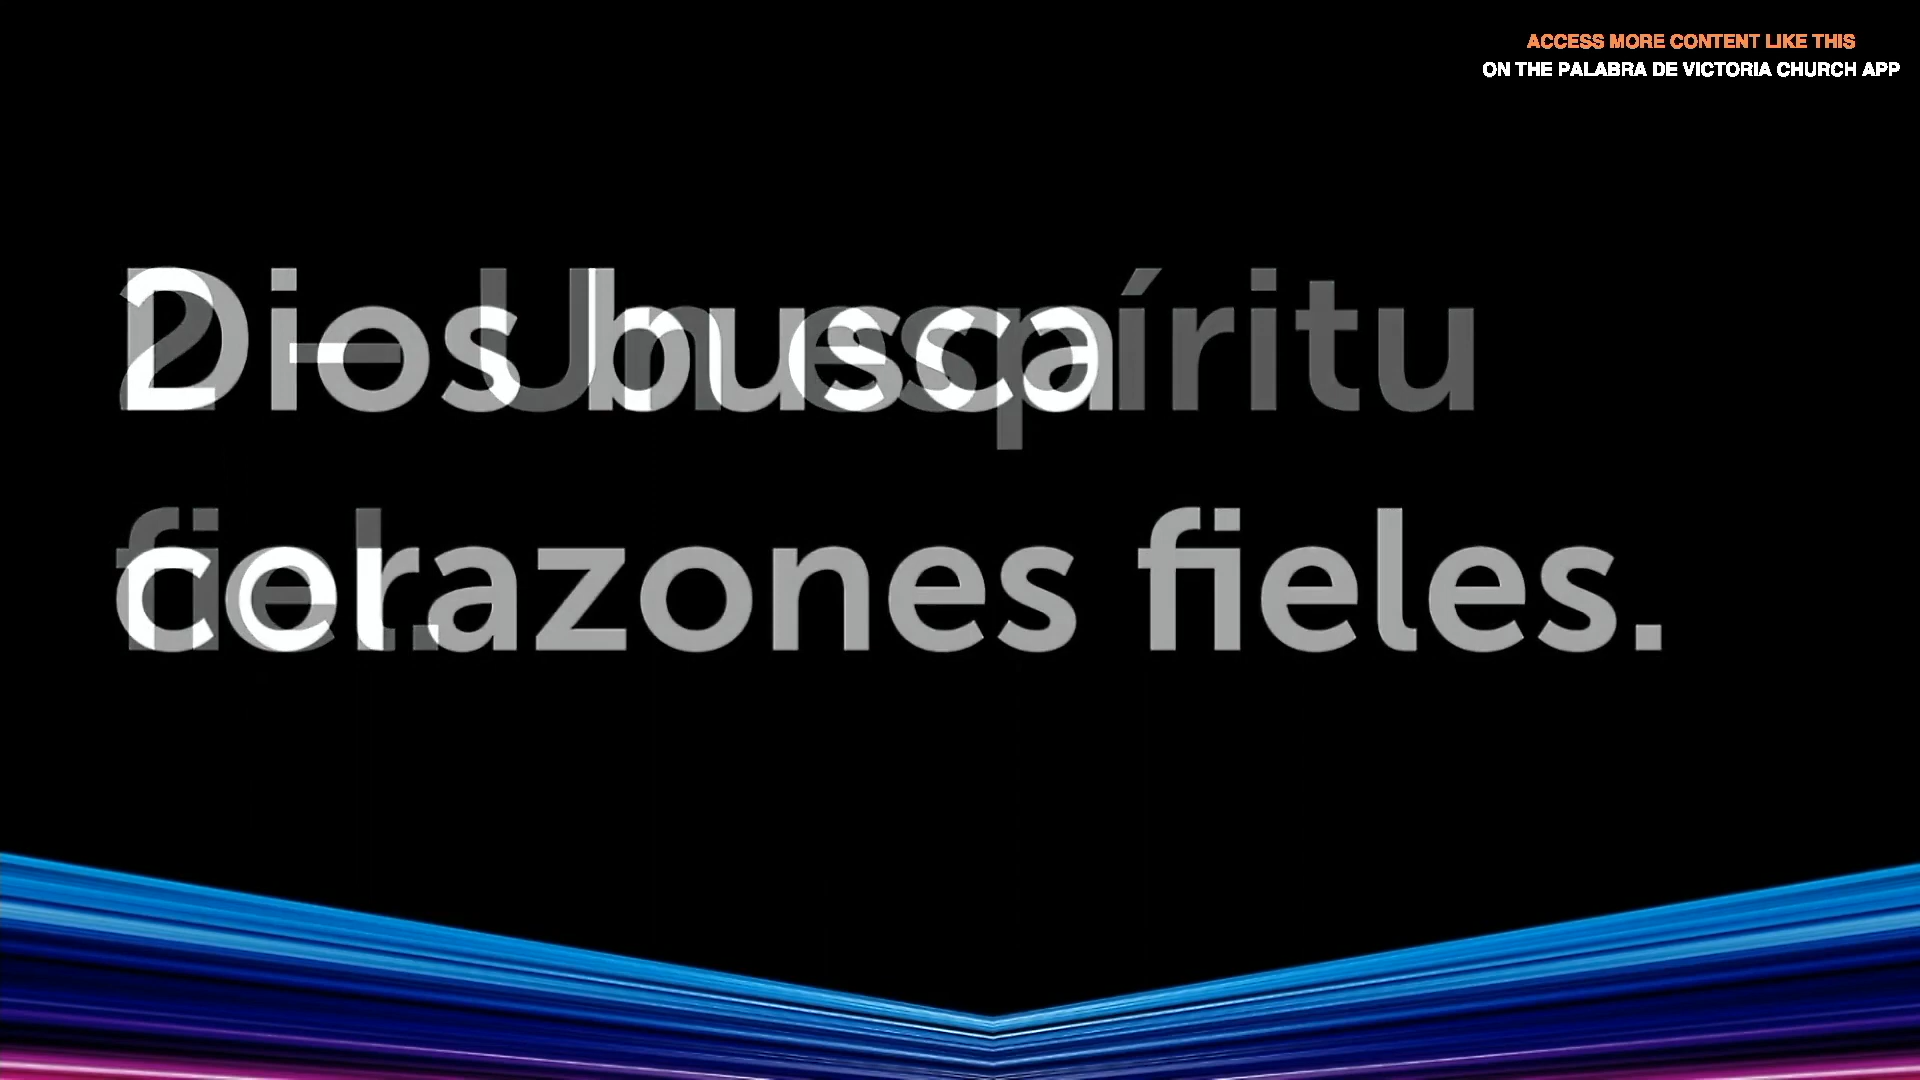 ACCESS MORE CONTENT LIKE THIS
ON THE PALABRA DE VICTORIA CHURCH APP
Dios busca
corazones fieles.
2 – Un espíritu
fiel.